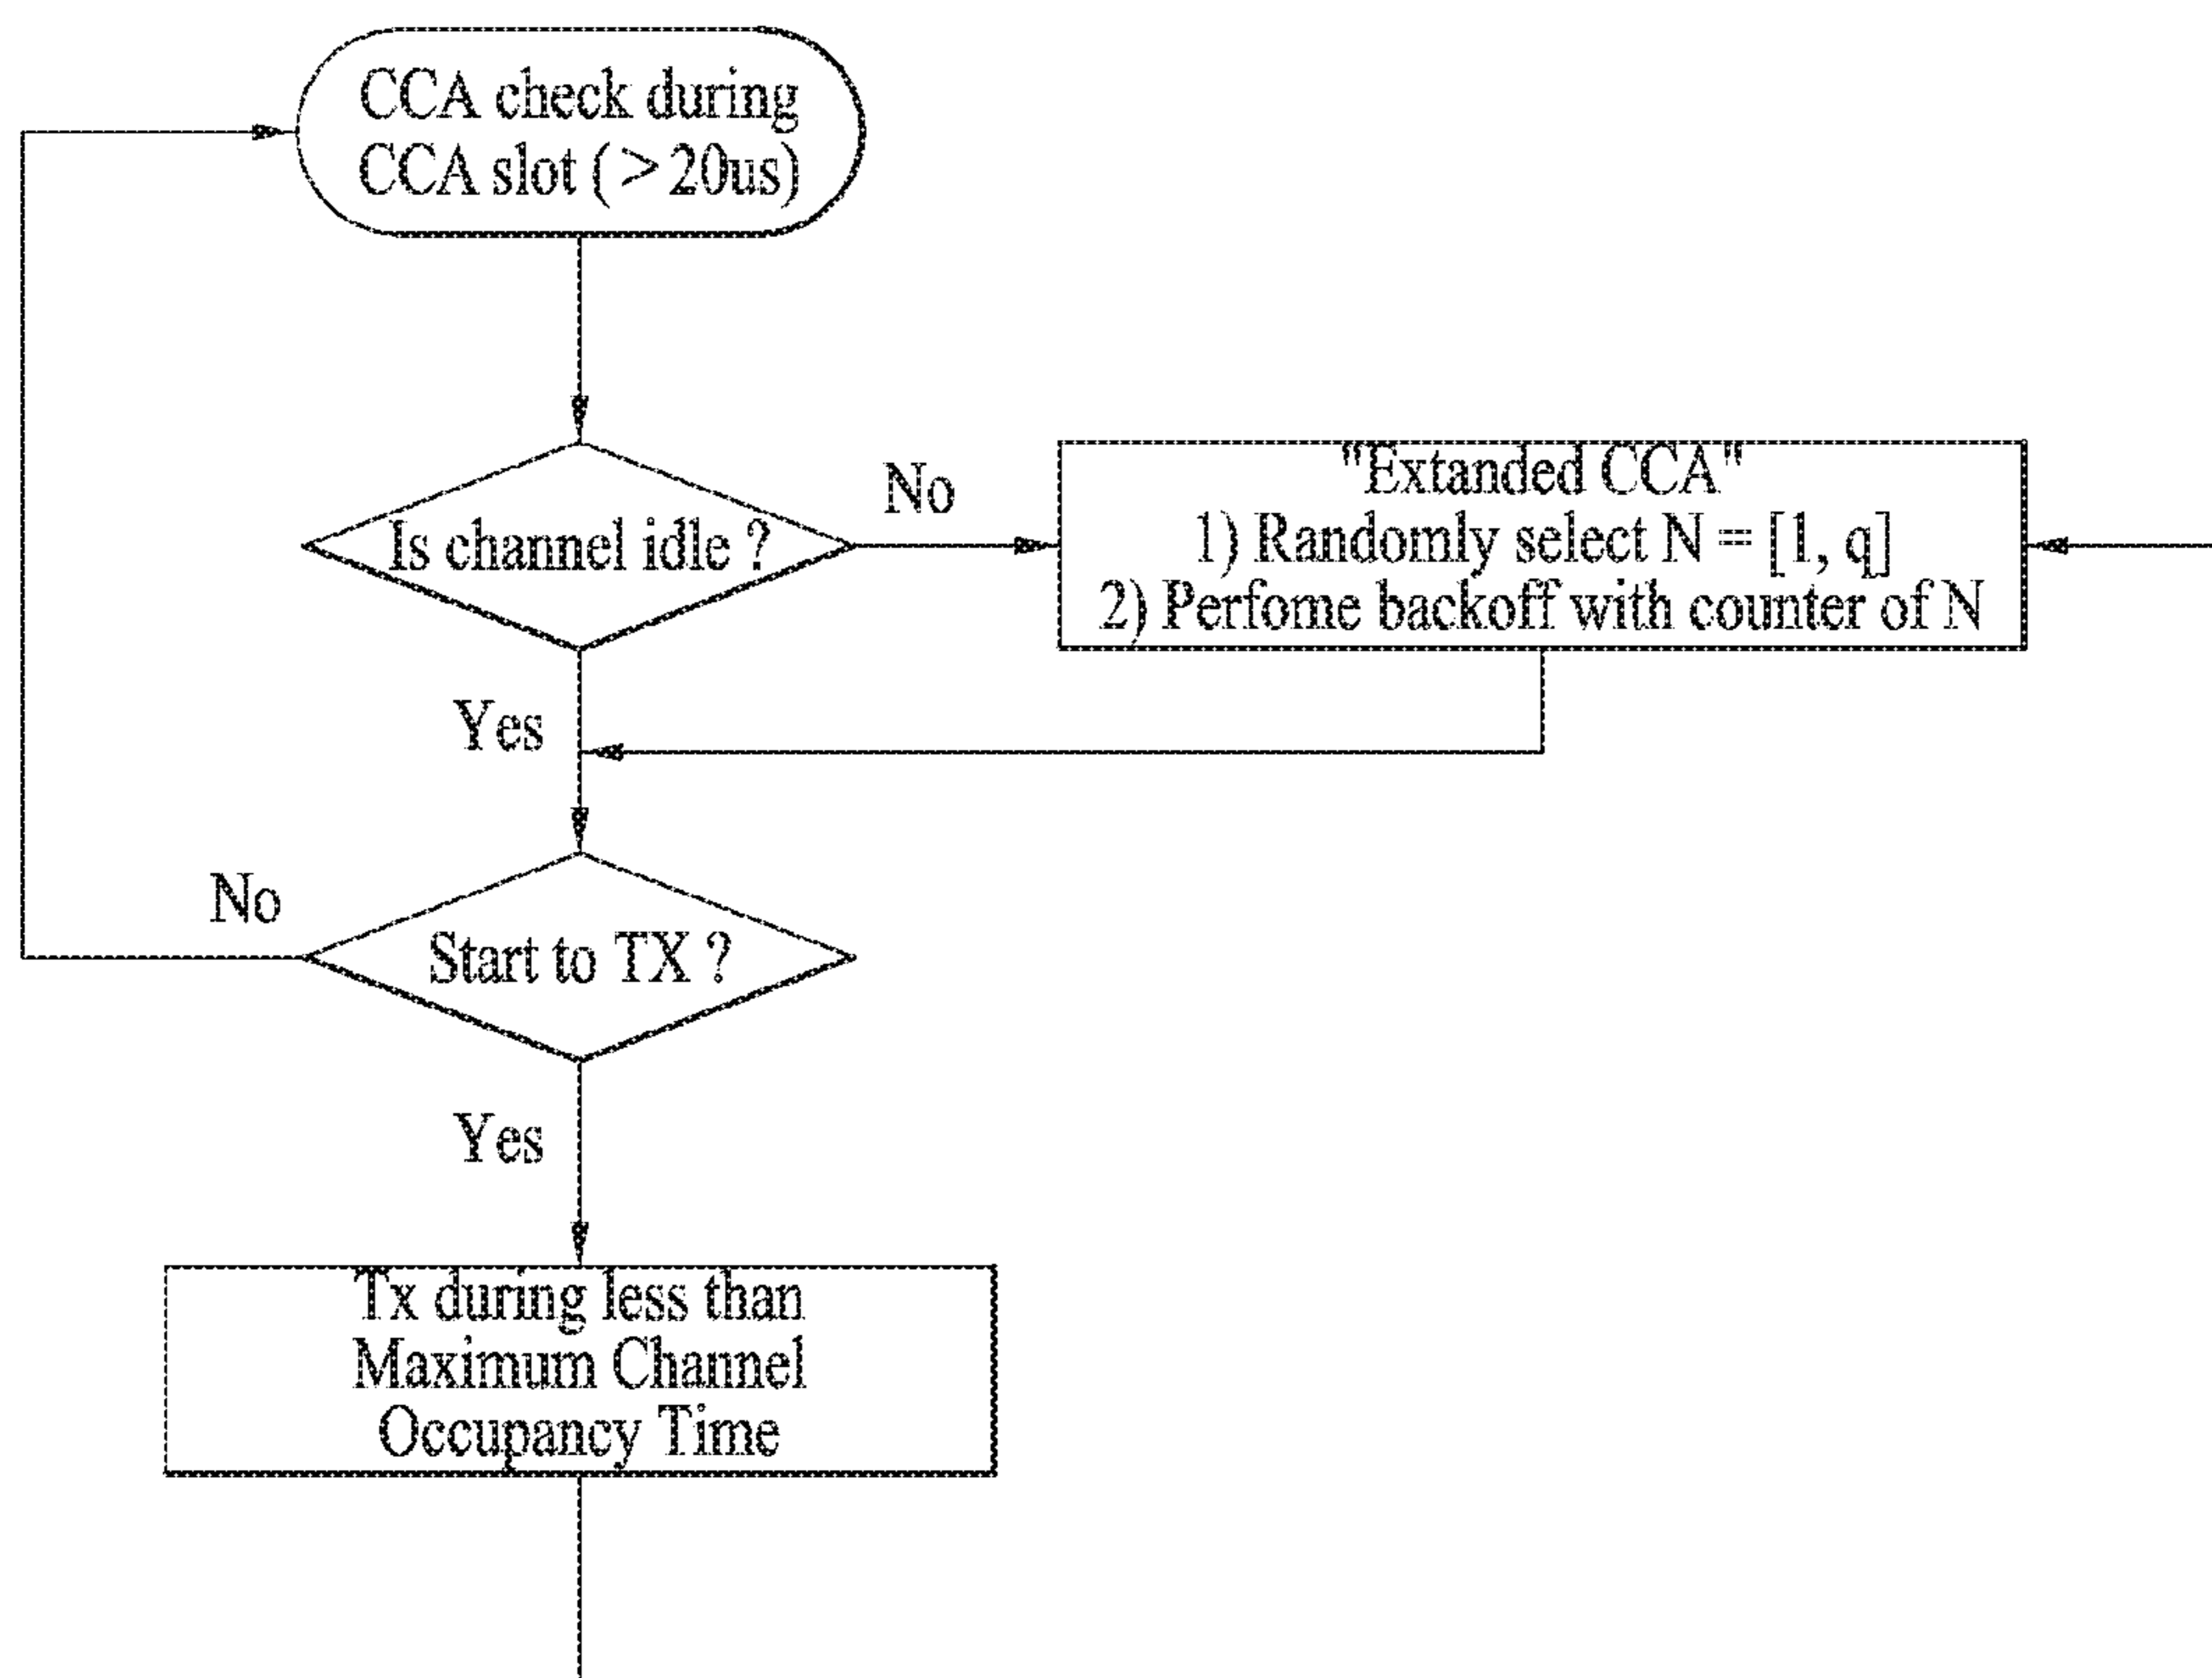 CCA check during
CCA slot ( > 20us)
Is channel idle ?
No
"Extanded CCA"
1) Randomly select N = [1, q]
2) Perfome backoff with counter of N
Yes
No
Start to TX ?
Yes
Tx during less than
Maximum Channel
Occupancy Time